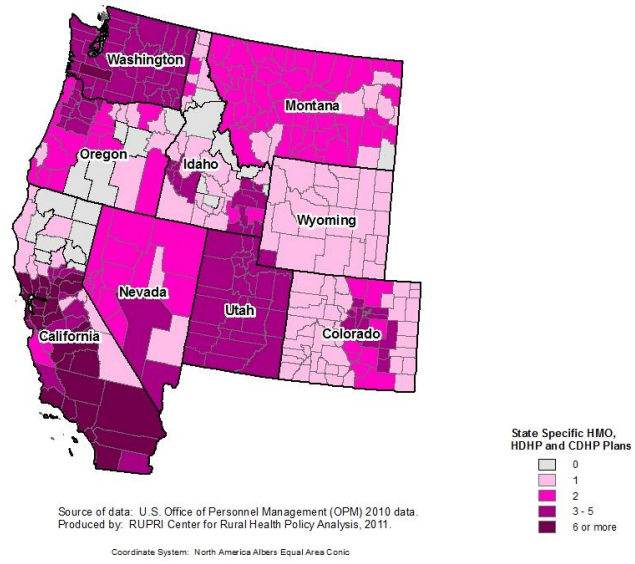 Washington
Montana
Oregon
Idaho
Wyoming
Nevada
Utah
Colorado
California
State Specific HMO,
HDHP and CDHP Plans
0
1
2
3 - 5
6 or more
Source of data: U.S. Office of Personnel Management (OPM) 2010 data.
Produced by: RUPRI Center for Rural Health Policy Analysis, 2011.
Coordinate System: North America Albers Equal Area Conic